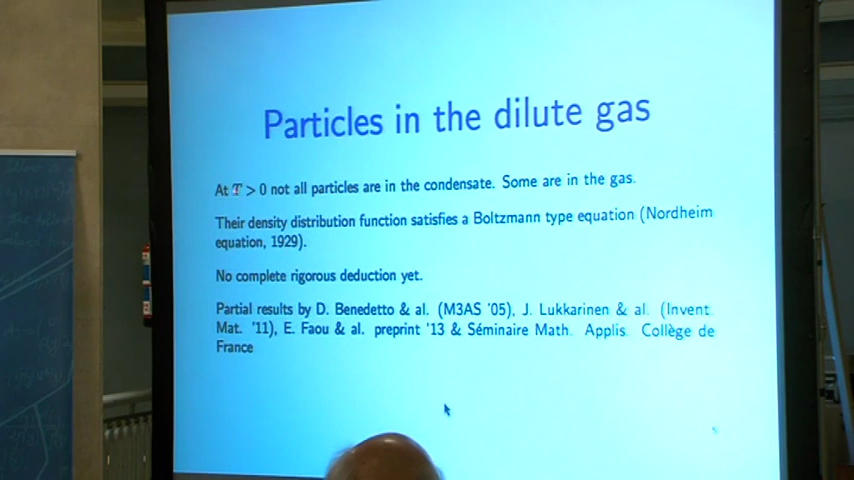 Particles in the dilute gas
At T > 0 not all particles are in the condensate. Some are in the gas.
Their density distribution function satisfies a Boltzmann type equation (Nordheim
equation, 1929).
No complete rigorous deduction yet.
Partial results by D. Benedetto & al. (M3AS '05), J. Lukkarinen & al. (Invent.
Mat. '11), E. Faou & al. preprint '13 & Séminaire Math. Applis. Collège de
France